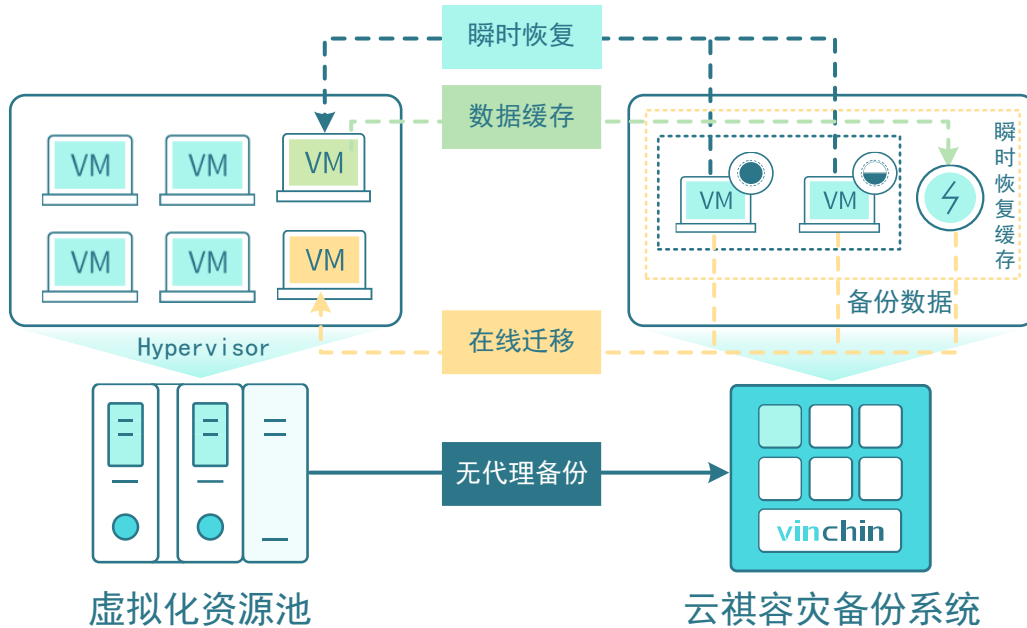 瞬时恢复
数据缓存
VM
VM
VM
VM
VM
VM
Hypervisor
VM
VM
瞬时恢复缓存
备份数据
在线迁移
无代理备份
vinchin
虚拟化资源池
云祺容灾备份系统